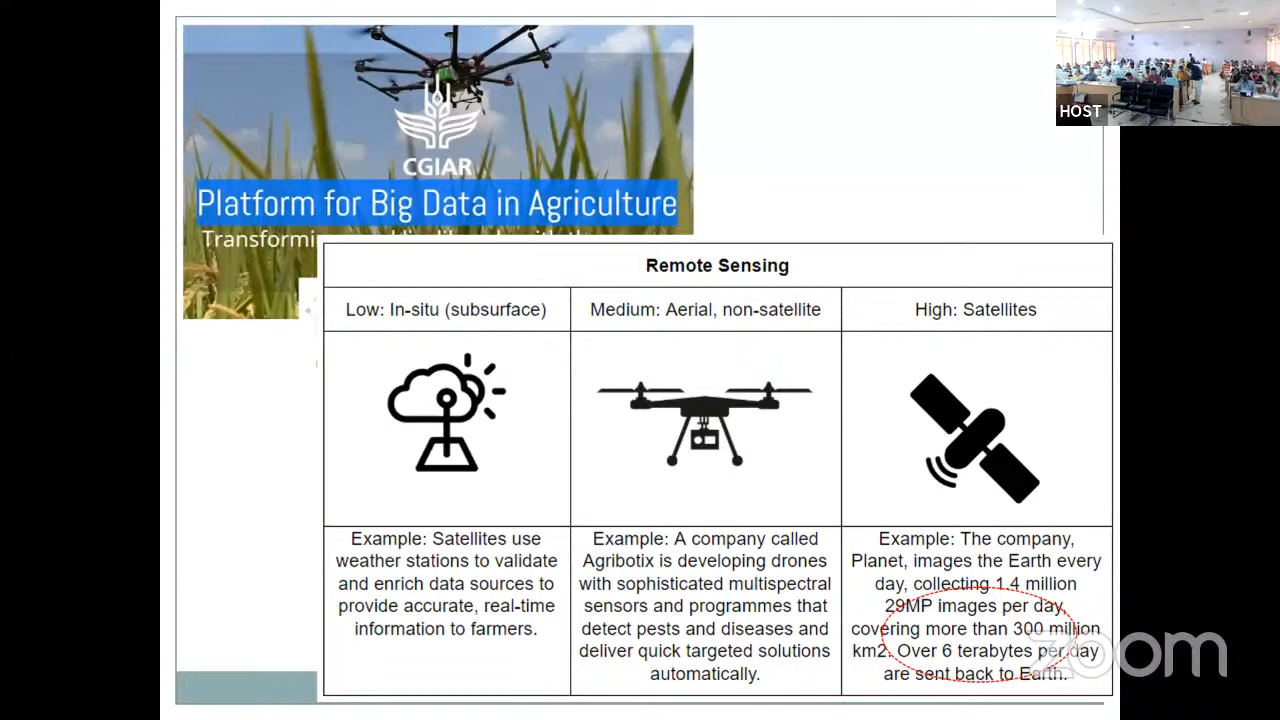 HOST
CGIAR
Platform for Big Data in Agriculture
Remote Sensing
Low: In-situ (subsurface)
Medium: Aerial, non-satellite
High: Satellites
Example: Satellites use
weather stations to validate
and enrich data sources to
provide accurate, real-time
information to farmers.
Example: A company called
Agribotix is developing drones
with sophisticated multispectral
sensors and programmes that
detect pests and diseases and
deliver quick targeted solutions
automatically.
Example: The company,
Planet, images the Earth every
day, collecting 1.4 million
29MP images per day,
covering more than 300 million
km2. Over 6 terabytes per day
are sent back to Earth.
zoom